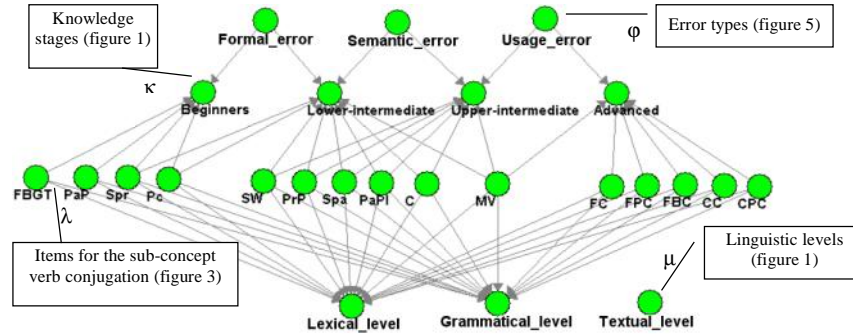 Knowledge
stages (figure 1)
Formal_error
Semantic_error
Usage_error
φ
Error types (figure 5)
κ
Beginners
Lower-intermediate
Upper-intermediate
Advanced
FBGT
PaP
Spr
Pc
SW
PrP
Spa
PaPl
C
MV
FC
FPC
FBC
CC
CPC
λ
Items for the sub-concept
verb conjugation (figure 3)
μ
Linguistic levels
(figure 1)
Lexical_level
Grammatical_level
Textual_level